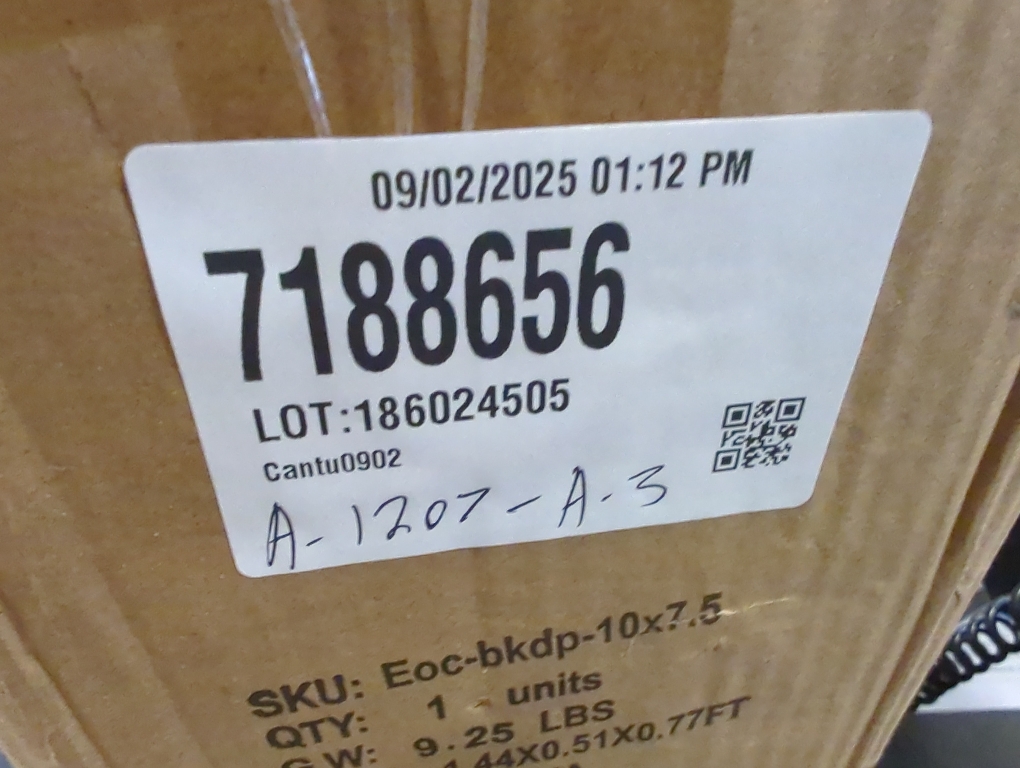 09/02/2025 01:12 PM
7188656
LOT:186024505
Cantu0902
A-1207-A-3
SKU: Eoc-bkdp-10x7.5
QTY: 1 units
G.W: 9.25 LBS
1.44X0.51X0.77FT